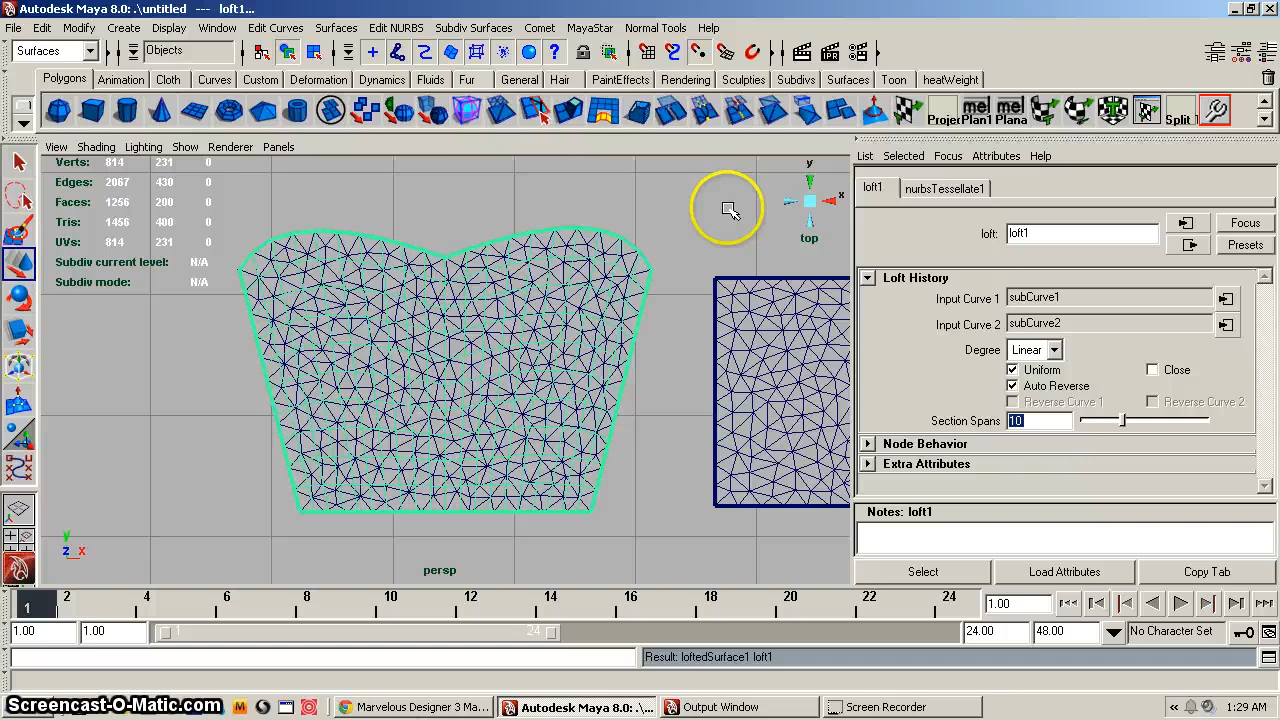 Autodesk Maya 8.0: .\untitled --- loft1...
File Edit Modify Create Display Window Edit Curves Surfaces Edit NURBS Subdiv Surfaces Comet MayaStar Normal Tools Help
Surfaces Objects
Polygons Animation Cloth Curves Custom Deformation Dynamics Fluids Fur General Hair PaintEffects Rendering Sculptes Subdivs Surfaces Toon heatWeight
Projec Plan1 Plana Split
View Shading Lighting Show Renderer Panels
List Selected Focus Attributes Help
Verts: 814 231 0
Edges: 2067 430 0
Faces: 1256 200 0
Tris: 1456 400 0
UVs: 814 231 0
Subdiv current level: N/A
Subdiv mode: N/A
y
x
top
loft1 nurbsTessellate1
loft: loft1
Focus
Presets
Loft History
Input Curve 1 subCurve1
Input Curve 2 subCurve2
Degree Linear
Uniform Close
Auto Reverse
Reverse Curve 1 Reverse Curve 2
Section Spans 10
Node Behavior
Extra Attributes
Notes: loft1
y
z x
persp
Select Load Attributes Copy Tab
1 2 4 6 8 10 12 14 16 18 20 22 24 1.00
1.00 1.00 1 24 24.00 48.00 No Character Set
Result: loftedSurface1 loft1
Screencast-O-Matic.com Marvelous Designer 3 Ma... Autodesk Maya 8.0: .\... Output Window Screen Recorder 1:29 AM